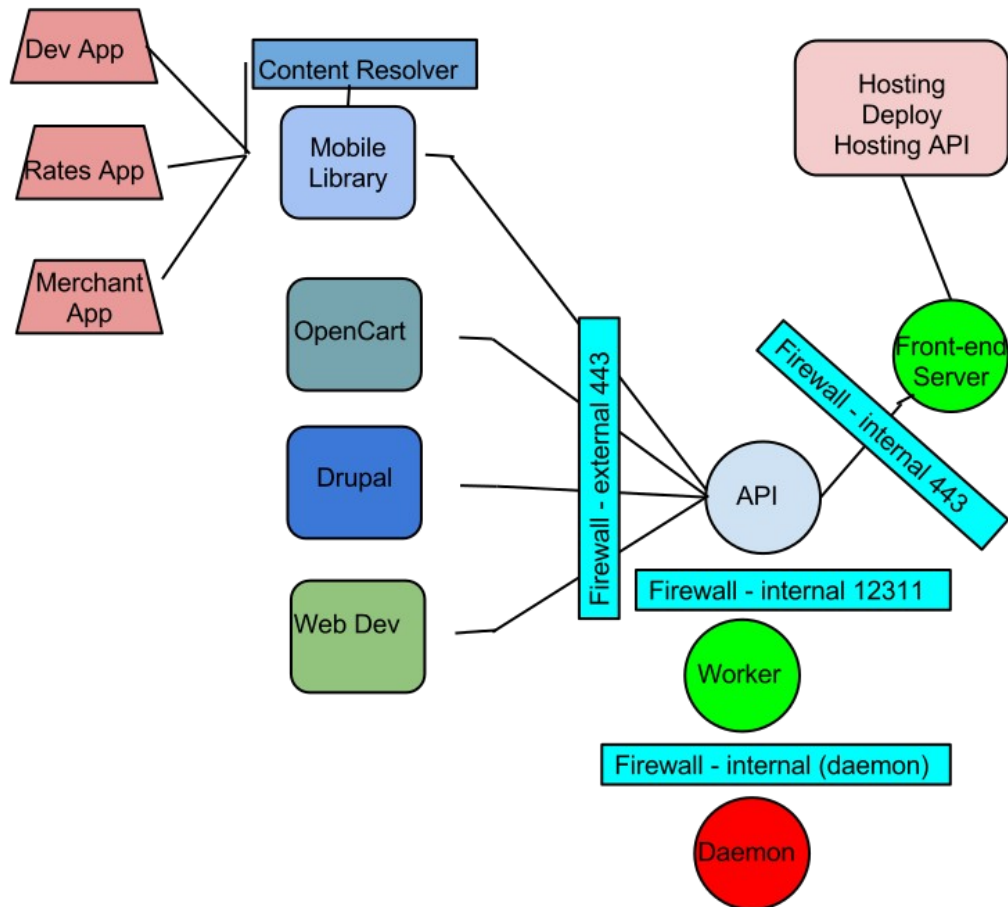 Dev App
Content Resolver
Hosting
Deploy
Hosting API
Rates App
Mobile
Library
Merchant
App
OpenCart
Front-end
Server
Firewall - external 443
Firewall - internal 443
Drupal
API
Firewall - internal 12311
Web Dev
Worker
Firewall - internal (daemon)
Daemon